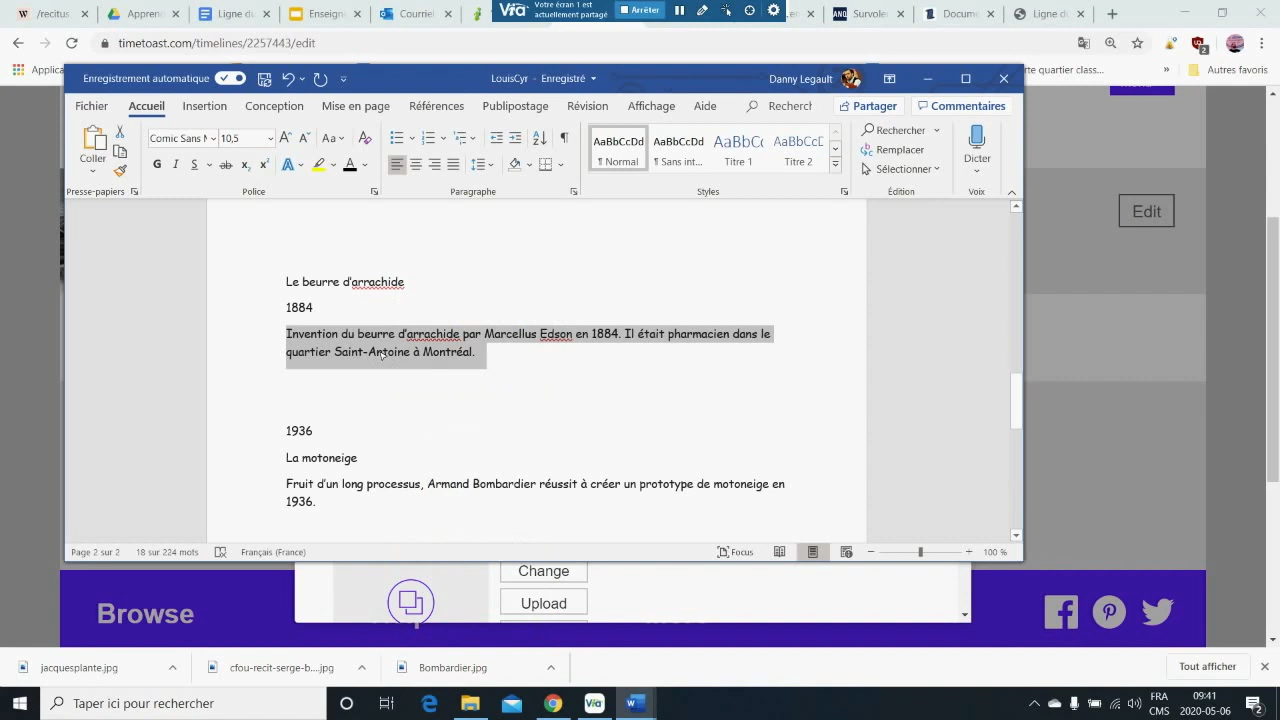 Votre écran 1 est
actuellement partagé
Arrêter
Recit
Ligne du
Courrie
Survole
Docume
Ligne du
timetoast.com/timelines/2257443/edit
Applica
rte quartier class...
Autres favoris
Enregistrement automatique
LouisCyr - Enregistré
Danny Legault
Fichier
Accueil
Insertion
Conception
Mise en page
Références
Publipostage
Révision
Affichage
Aide
Recherch
Partager
Commentaires
Coller
Presse-papiers
Comic Sans M
10,5
Police
Paragraphe
AaBbCcDd
¶ Normal
AaBbCcDd
¶ Sans int...
AaBbC(
Titre 1
AaBbCcD
Titre 2
Styles
Rechercher
Remplacer
Sélectionner
Édition
Dicter
Voix
Edit
Le beurre d'arrachide
1884
Invention du beurre d'arrachide par Marcellus Edson en 1884. Il était pharmacien dans le
quartier Saint-Antoine à Montréal.
1936
La motoneige
Fruit d'un long processus, Armand Bombardier réussit à créer un prototype de motoneige en
1936.
Page 2 sur 2
18 sur 224 mots
Français (France)
Focus
100 %
Change
Upload
Browse
jacquesplante.jpg
cfou-recit-serge-b....jpg
Bombardier.jpg
Tout afficher
Taper ici pour rechercher
FRA
CMS
09:41
2020-05-06